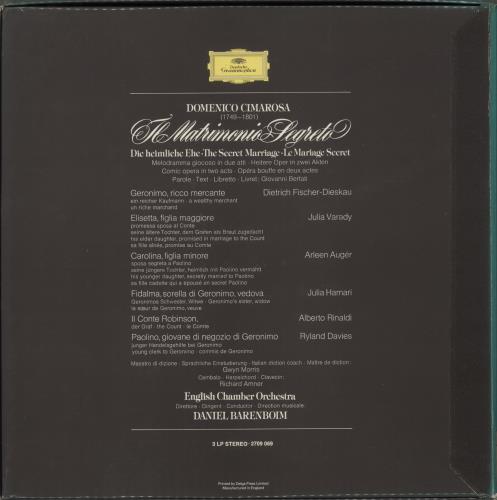 Deutsche
Grammophon
DOMENICO CIMAROSA
(1749–1801)
Il Matrimonio Segreto
Die heimliche Ehe·The Secret Marriage·Le Mariage Secret
Melodramma giocoso in due atti · Heitere Oper in zwei Akten
Comic opera in two acts · Opéra bouffe en deux actes
Parole · Text · Libretto · Livret: Giovanni Bertati
Geronimo, ricco mercante Dietrich Fischer-Dieskau
ein reicher Kaufmann · a wealthy merchant
un riche marchand
Elisetta, figlia maggiore Julia Varady
promessa sposa al Conte
seine ältere Tochter, dem Grafen als Braut zugedacht
his elder daughter, promised in marriage to the Count
sa fille aînée, promise au Comte
Carolina, figlia minore Arleen Augér
sposa segreta a Paolino
seine jüngere Tochter, heimlich mit Paolino vermählt
his younger daughter, secretly married to Paolino
sa fille cadette qui a épousé un secret Paolino
Fidalma, sorella di Geronimo, vedova Julia Hamari
Geronimos Schwester, Witwe · Geronimo's sister, widow
la sœur de Geronimo, veuve
Il Conte Robinson, Alberto Rinaldi
der Graf · the Count · le Comte
Paolino, giovane di negozio di Geronimo Ryland Davies
junger Handelsgehilfe bei Geronimo
young clerk to Geronimo · commis de Geronimo
Maestro di dizione · Sprachliche Einstudierung · Italian diction coach · Maître de diction:
Gwyn Morris
Cembalo · Harpsichord · Clavecin:
Richard Amner
English Chamber Orchestra
Direttore · Dirigent · Conductor · Direction musicale:
DANIEL BARENBOIM
3 LP STEREO · 2709 069
Printed by Delga Press Limited
Manufactured in England